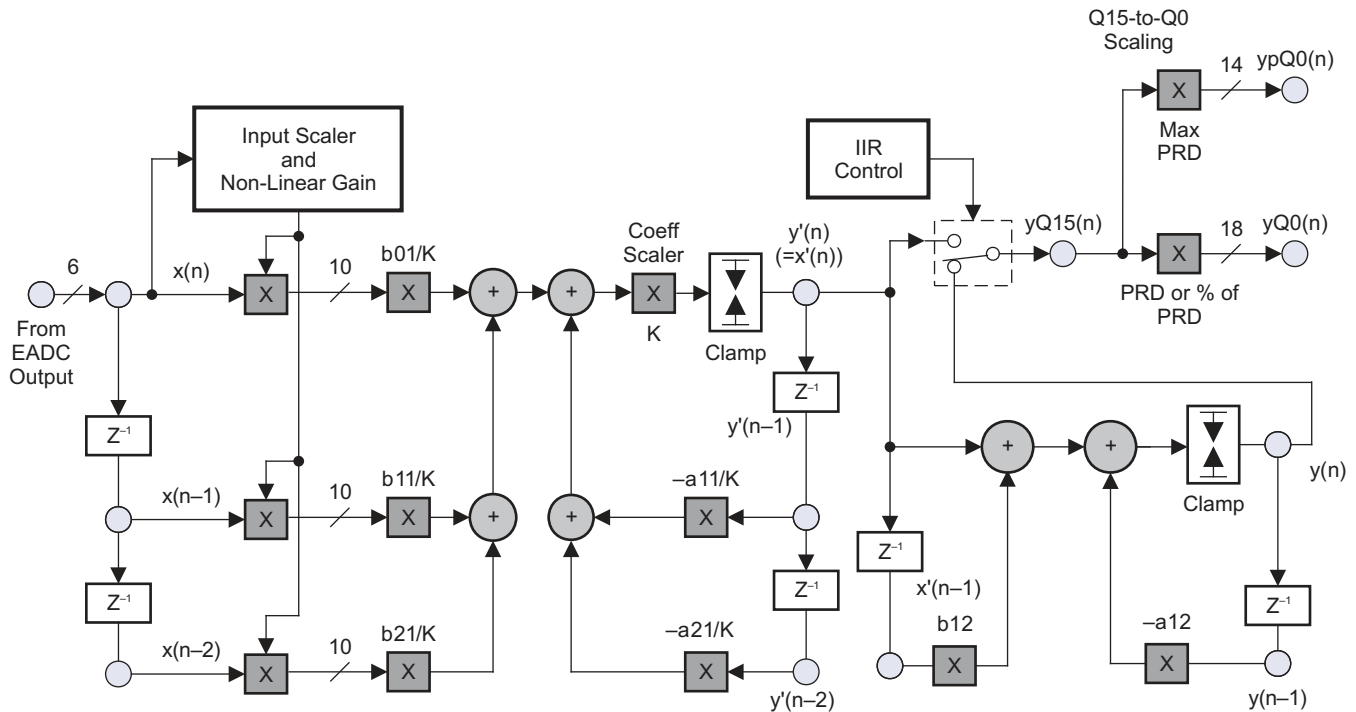 Q15-to-Q0
Scaling
14
ypQ0(n)
X
Max
PRD
Input Scaler
and
Non-Linear Gain
IIR
Control
6
x(n)
X
10
b01/K
X
+
+
Coeff
Scaler
X
K
Clamp
y'(n)
(=x'(n))
yQ15(n)
X
18
yQ0(n)
PRD or % of
PRD
From
EADC
Output
Z–1
Z–1
y'(n–1)
x(n–1)
X
10
b11/K
X
+
+
–a11/K
X
+
+
Clamp
y(n)
Z–1
Z–1
Z–1
x'(n–1)
Z–1
x(n–2)
X
10
b21/K
X
–a21/K
X
y'(n–2)
b12
X
–a12
X
y(n–1)